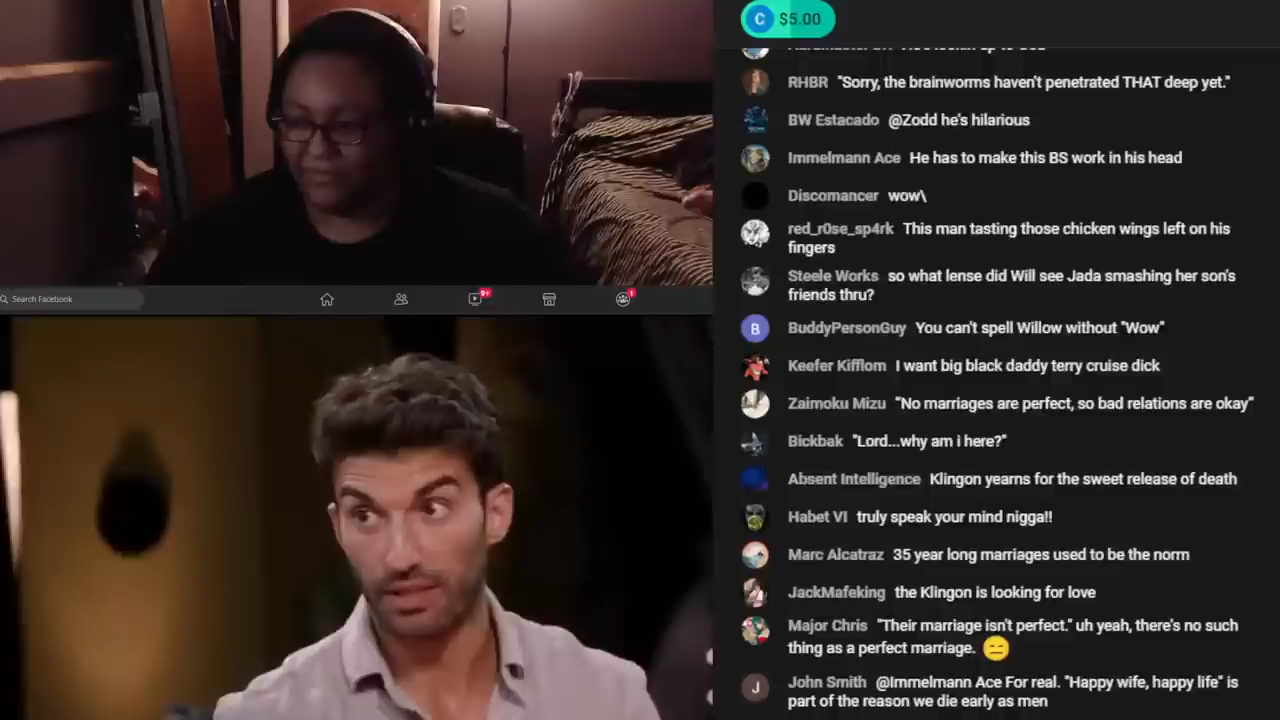 C $5.00
RHBR "Sorry, the brainworms haven't penetrated THAT deep yet."
BW Estacado @Zodd he's hilarious
Immelmann Ace He has to make this BS work in his head
Discomancer wow\
red_r0se_sp4rk This man tasting those chicken wings left on his
fingers
Steele Works so what lense did Will see Jada smashing her son's
friends thru?
Search Facebook
9+
1
B BuddyPersonGuy You can't spell Willow without "Wow"
Keefer Kifflom I want big black daddy terry cruise dick
Zaimoku Mizu "No marriages are perfect, so bad relations are okay"
Bickbak "Lord...why am i here?"
Absent Intelligence Klingon yearns for the sweet release of death
Habet VI truly speak your mind nigga!!
Marc Alcatraz 35 year long marriages used to be the norm
JackMafeking the Klingon is looking for love
Major Chris "Their marriage isn't perfect." uh yeah, there's no such
thing as a perfect marriage. 😑
J John Smith @Immelmann Ace For real. "Happy wife, happy life" is
part of the reason we die early as men